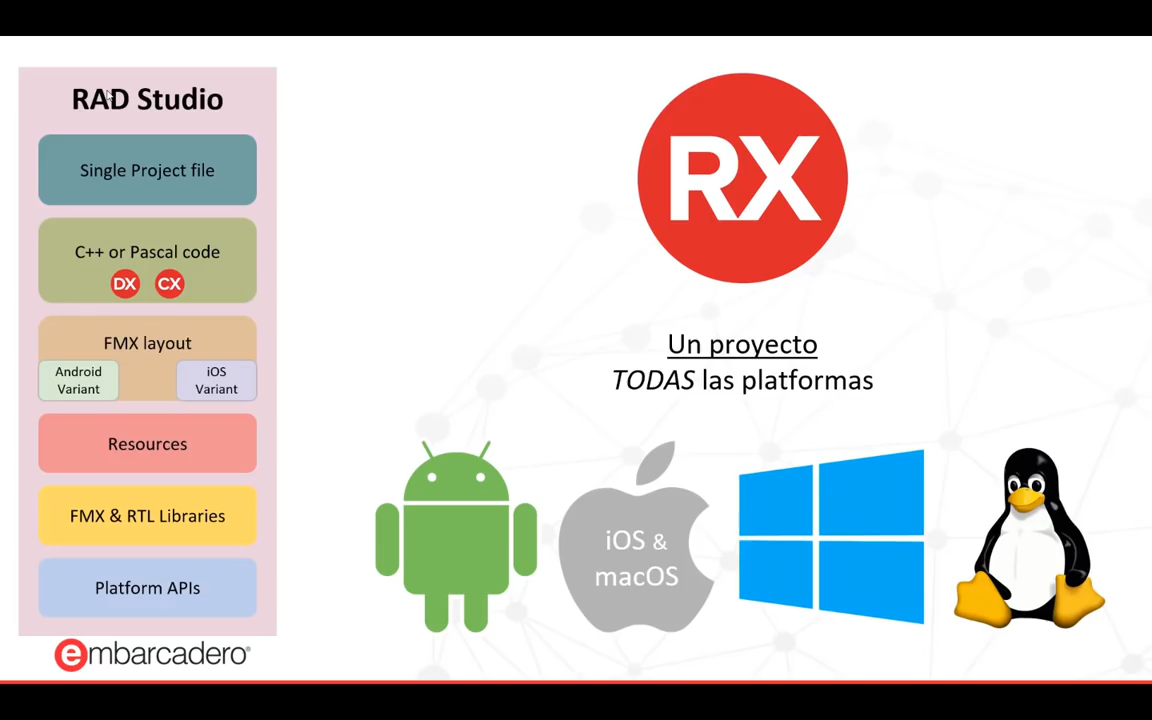 RAD Studio
Single Project file
C++ or Pascal code
DX CX
FMX layout
Android
Variant
iOS
Variant
Resources
FMX & RTL Libraries
Platform APIs
embarcadero®
RX
Un proyecto
TODAS las platformas
iOS &
macOS